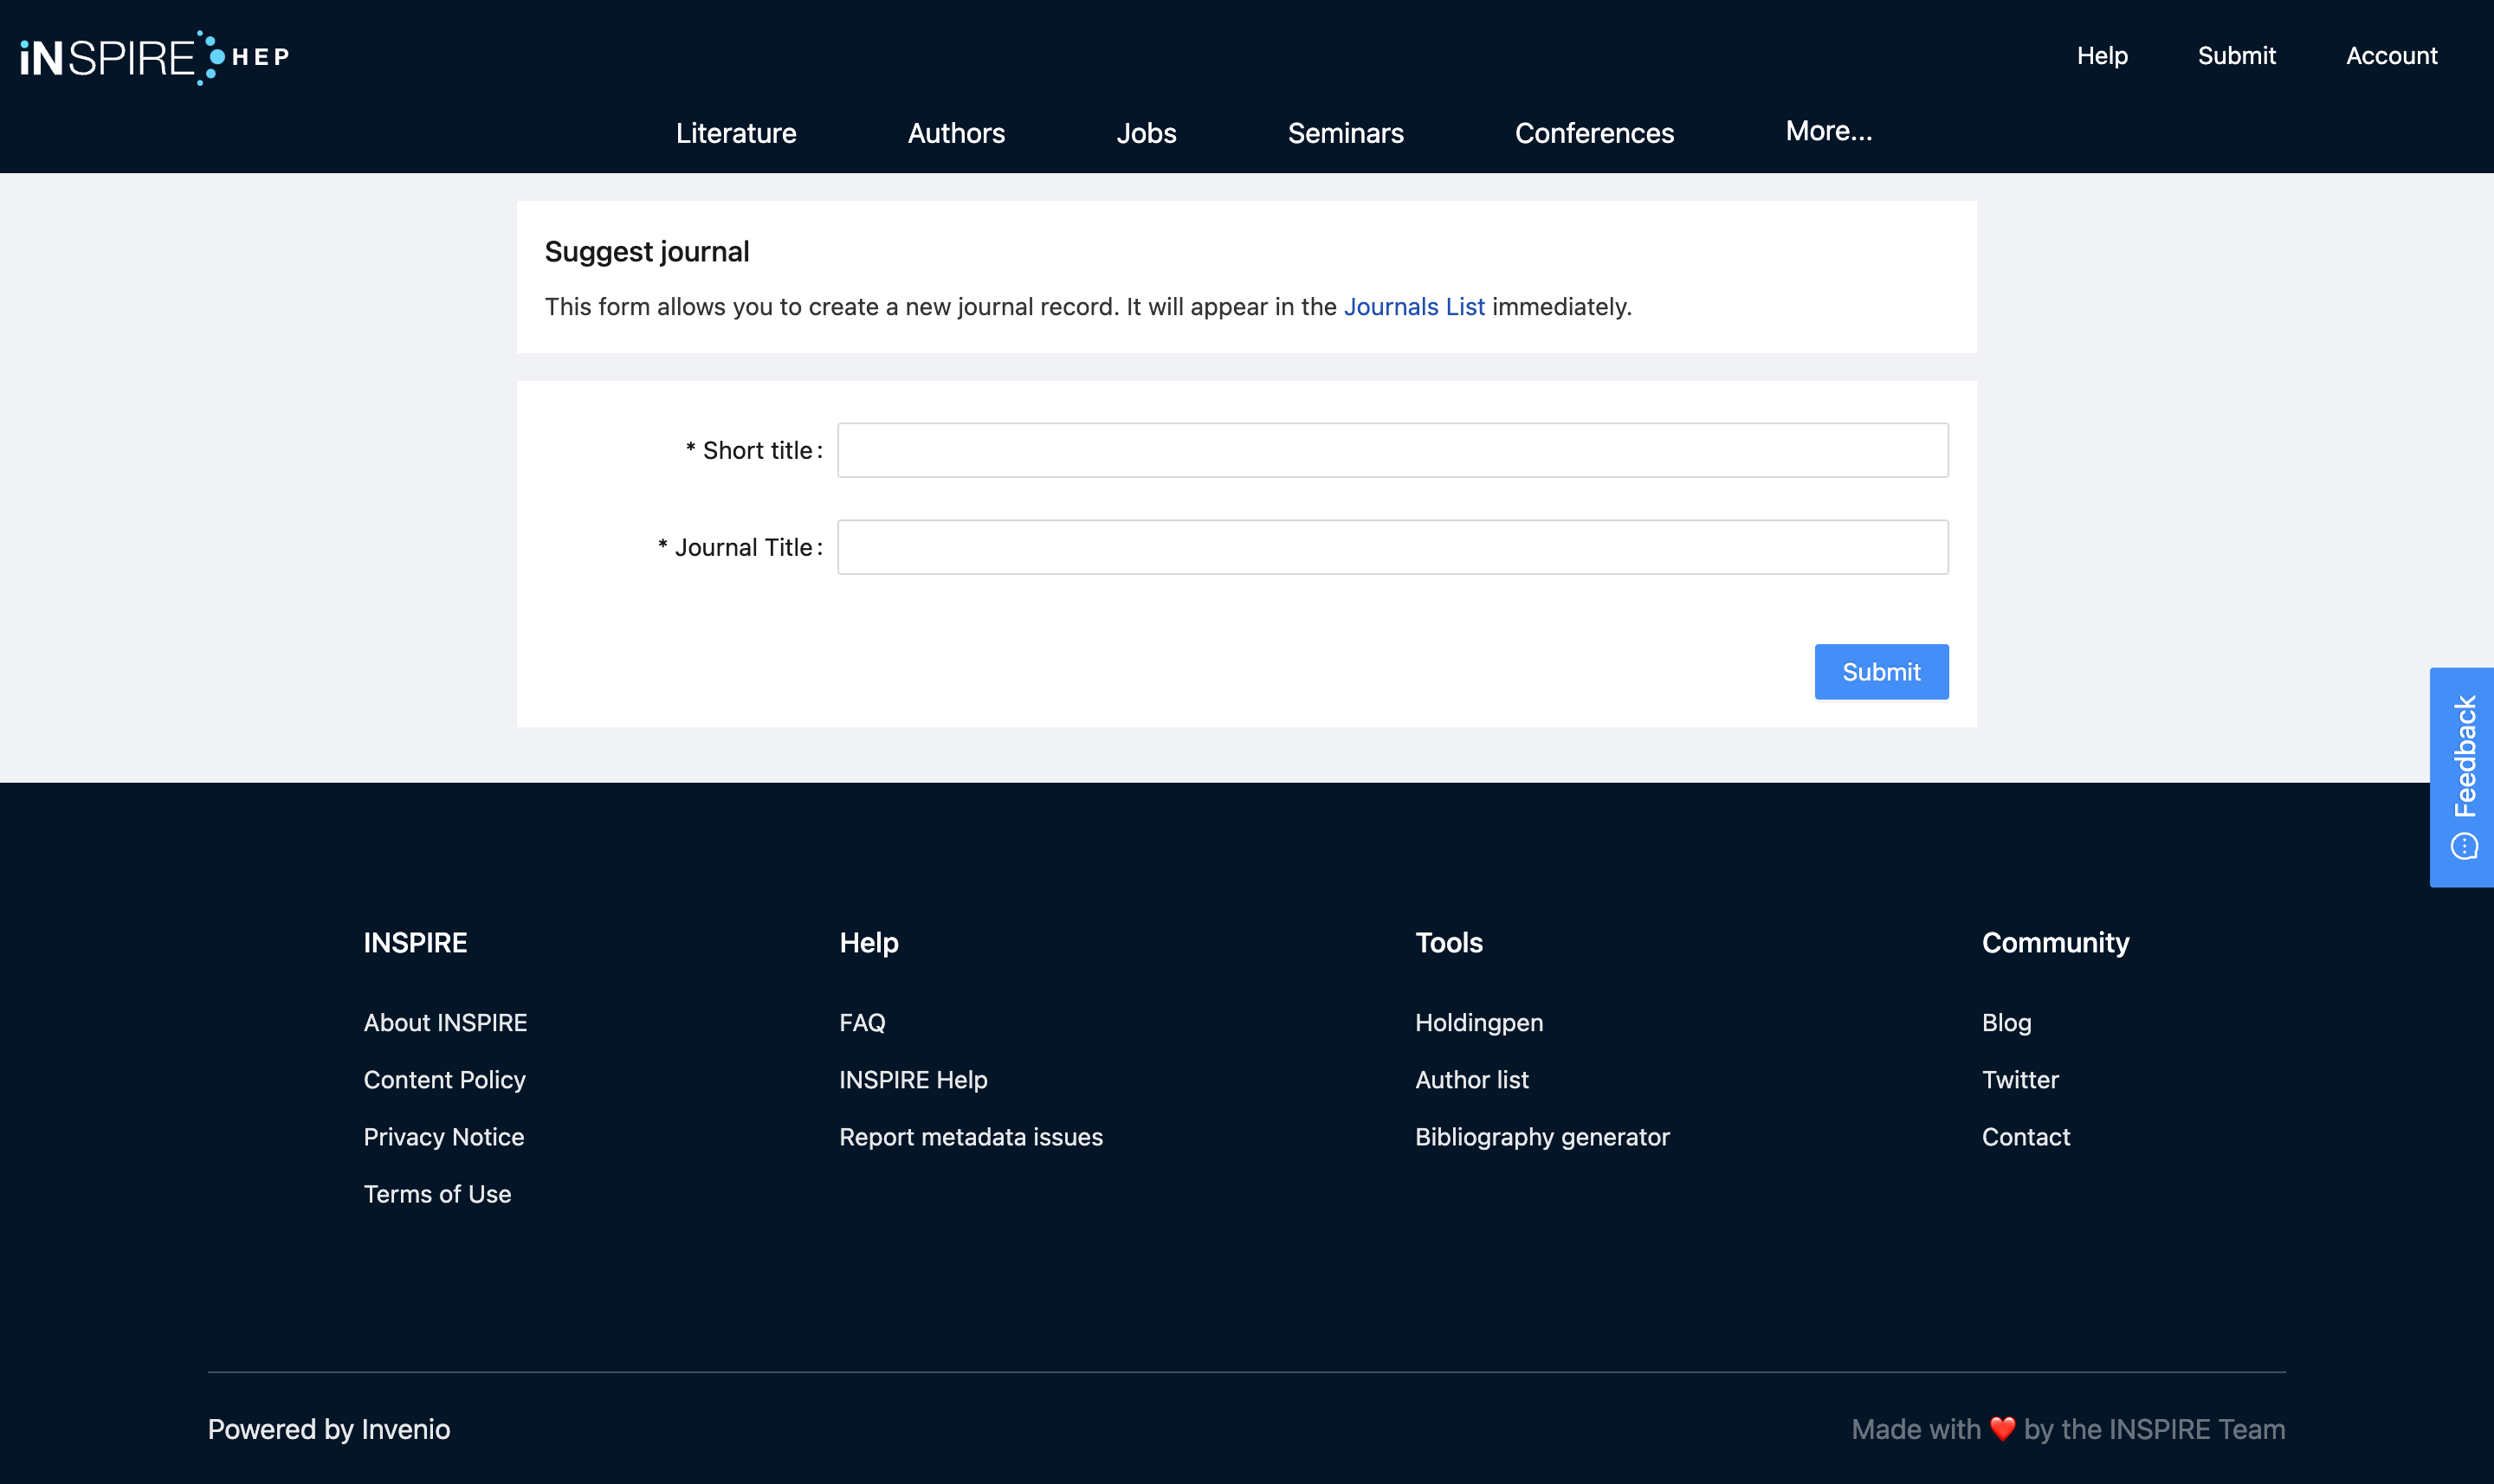 iNSPIRE HEP
Help Submit Account
Literature Authors Jobs Seminars Conferences More...
Suggest journal
This form allows you to create a new journal record. It will appear in the Journals List immediately.
* Short title:
* Journal Title:
Submit
Feedback
INSPIRE
About INSPIRE
Content Policy
Privacy Notice
Terms of Use
Help
FAQ
INSPIRE Help
Report metadata issues
Tools
Holdingpen
Author list
Bibliography generator
Community
Blog
Twitter
Contact
Powered by Invenio
Made with ❤️ by the INSPIRE Team